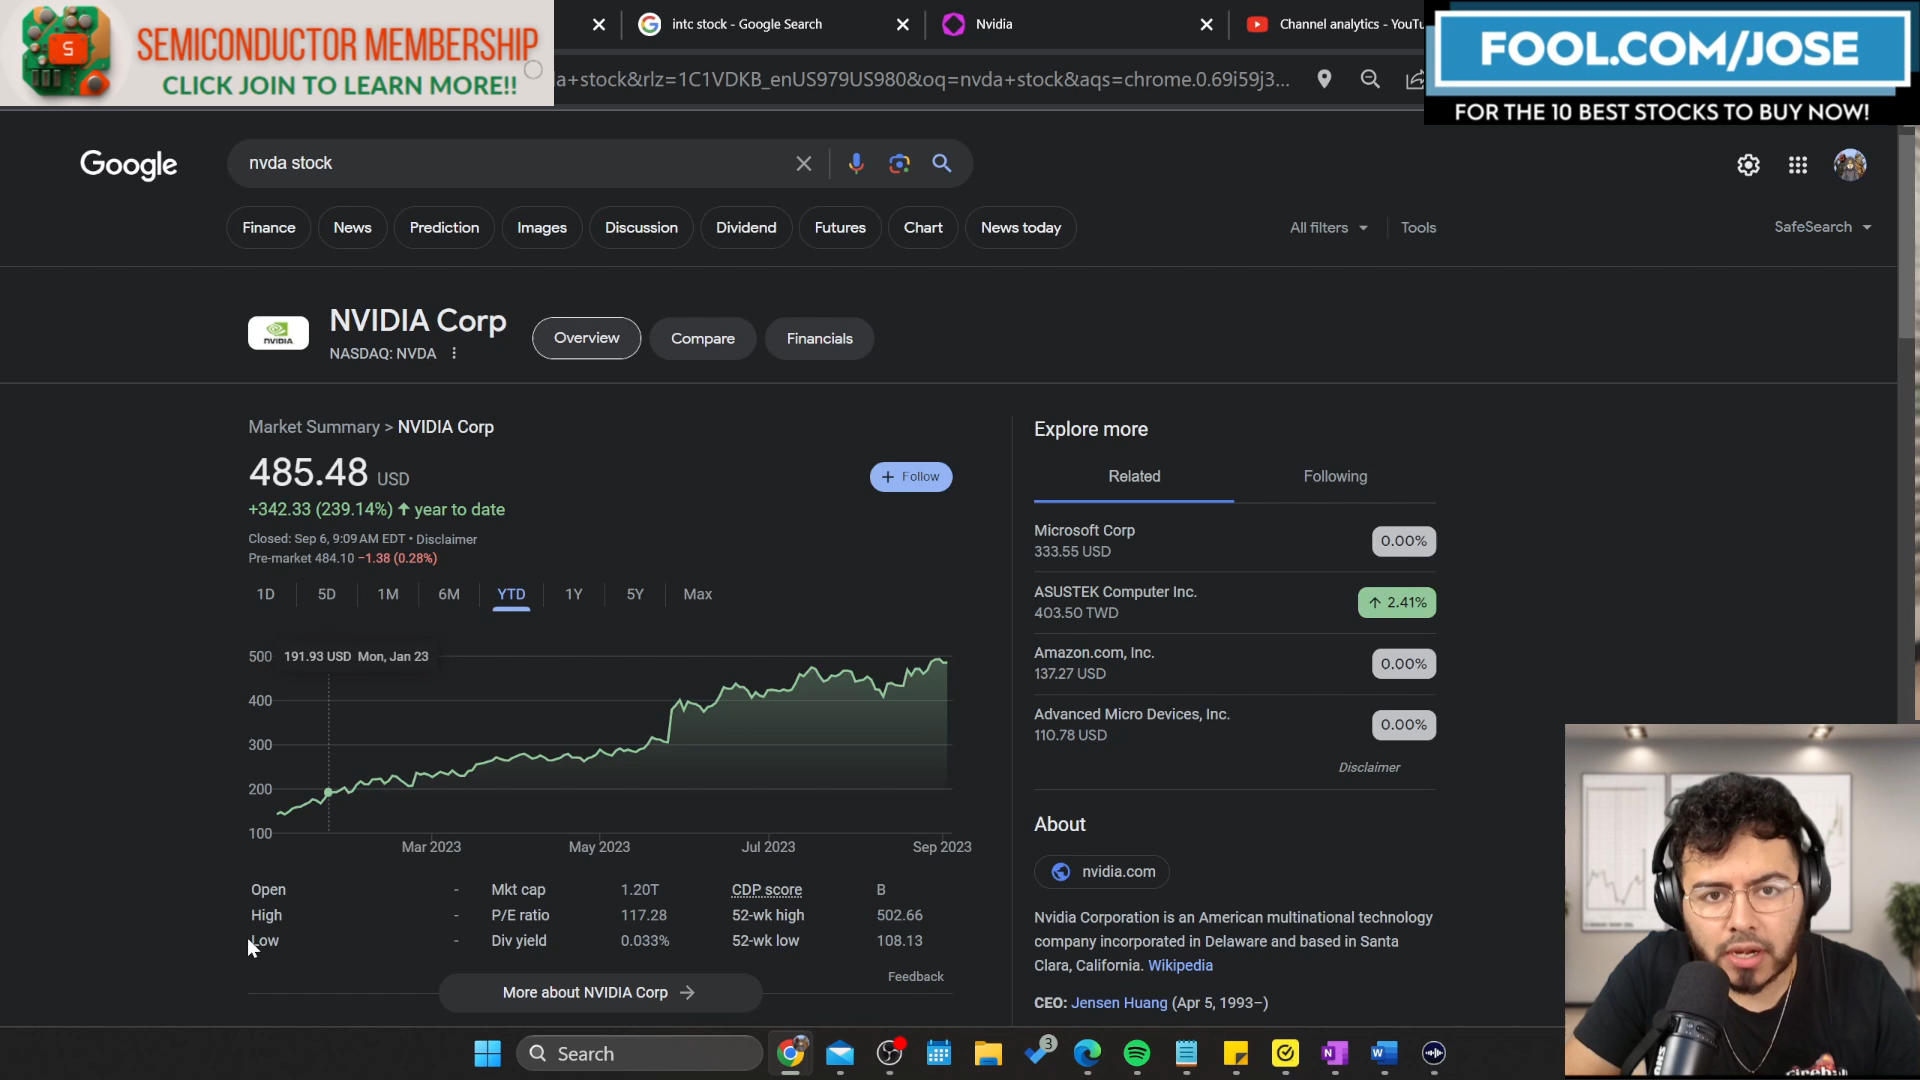 SEMICONDUCTOR MEMBERSHIP
CLICK JOIN TO LEARN MORE!!
S
intc stock - Google Search
Nvidia
Channel analytics - YouTu
FOOL.COM/JOSE
FOR THE 10 BEST STOCKS TO BUY NOW!
a+stock&rlz=1C1VDKB_enUS979US980&oq=nvda+stock&aqs=chrome.0.69i59j3...
Google
nvda stock
Finance
News
Prediction
Images
Discussion
Dividend
Futures
Chart
News today
All filters
Tools
SafeSearch
NVIDIA
NVIDIA Corp
NASDAQ: NVDA
Overview
Compare
Financials
Market Summary > NVIDIA Corp
485.48 USD
+342.33 (239.14%) year to date
Closed: Sep 6, 9:09 AM EDT • Disclaimer
Pre-market 484.10 −1.38 (0.28%)
+ Follow
1D
5D
1M
6M
YTD
1Y
5Y
Max
191.93 USD Mon, Jan 23
500
400
300
200
100
Mar 2023
May 2023
Jul 2023
Sep 2023
Open - Mkt cap 1.20T CDP score B
High - P/E ratio 117.28 52-wk high 502.66
Low - Div yield 0.033% 52-wk low 108.13
Feedback
More about NVIDIA Corp
Explore more
Related
Following
Microsoft Corp
333.55 USD
0.00%
ASUSTEK Computer Inc.
403.50 TWD
2.41%
Amazon.com, Inc.
137.27 USD
0.00%
Advanced Micro Devices, Inc.
110.78 USD
0.00%
Disclaimer
About
nvidia.com
Nvidia Corporation is an American multinational technology
company incorporated in Delaware and based in Santa
Clara, California. Wikipedia
CEO: Jensen Huang (Apr 5, 1993–)
Search
3
N
W